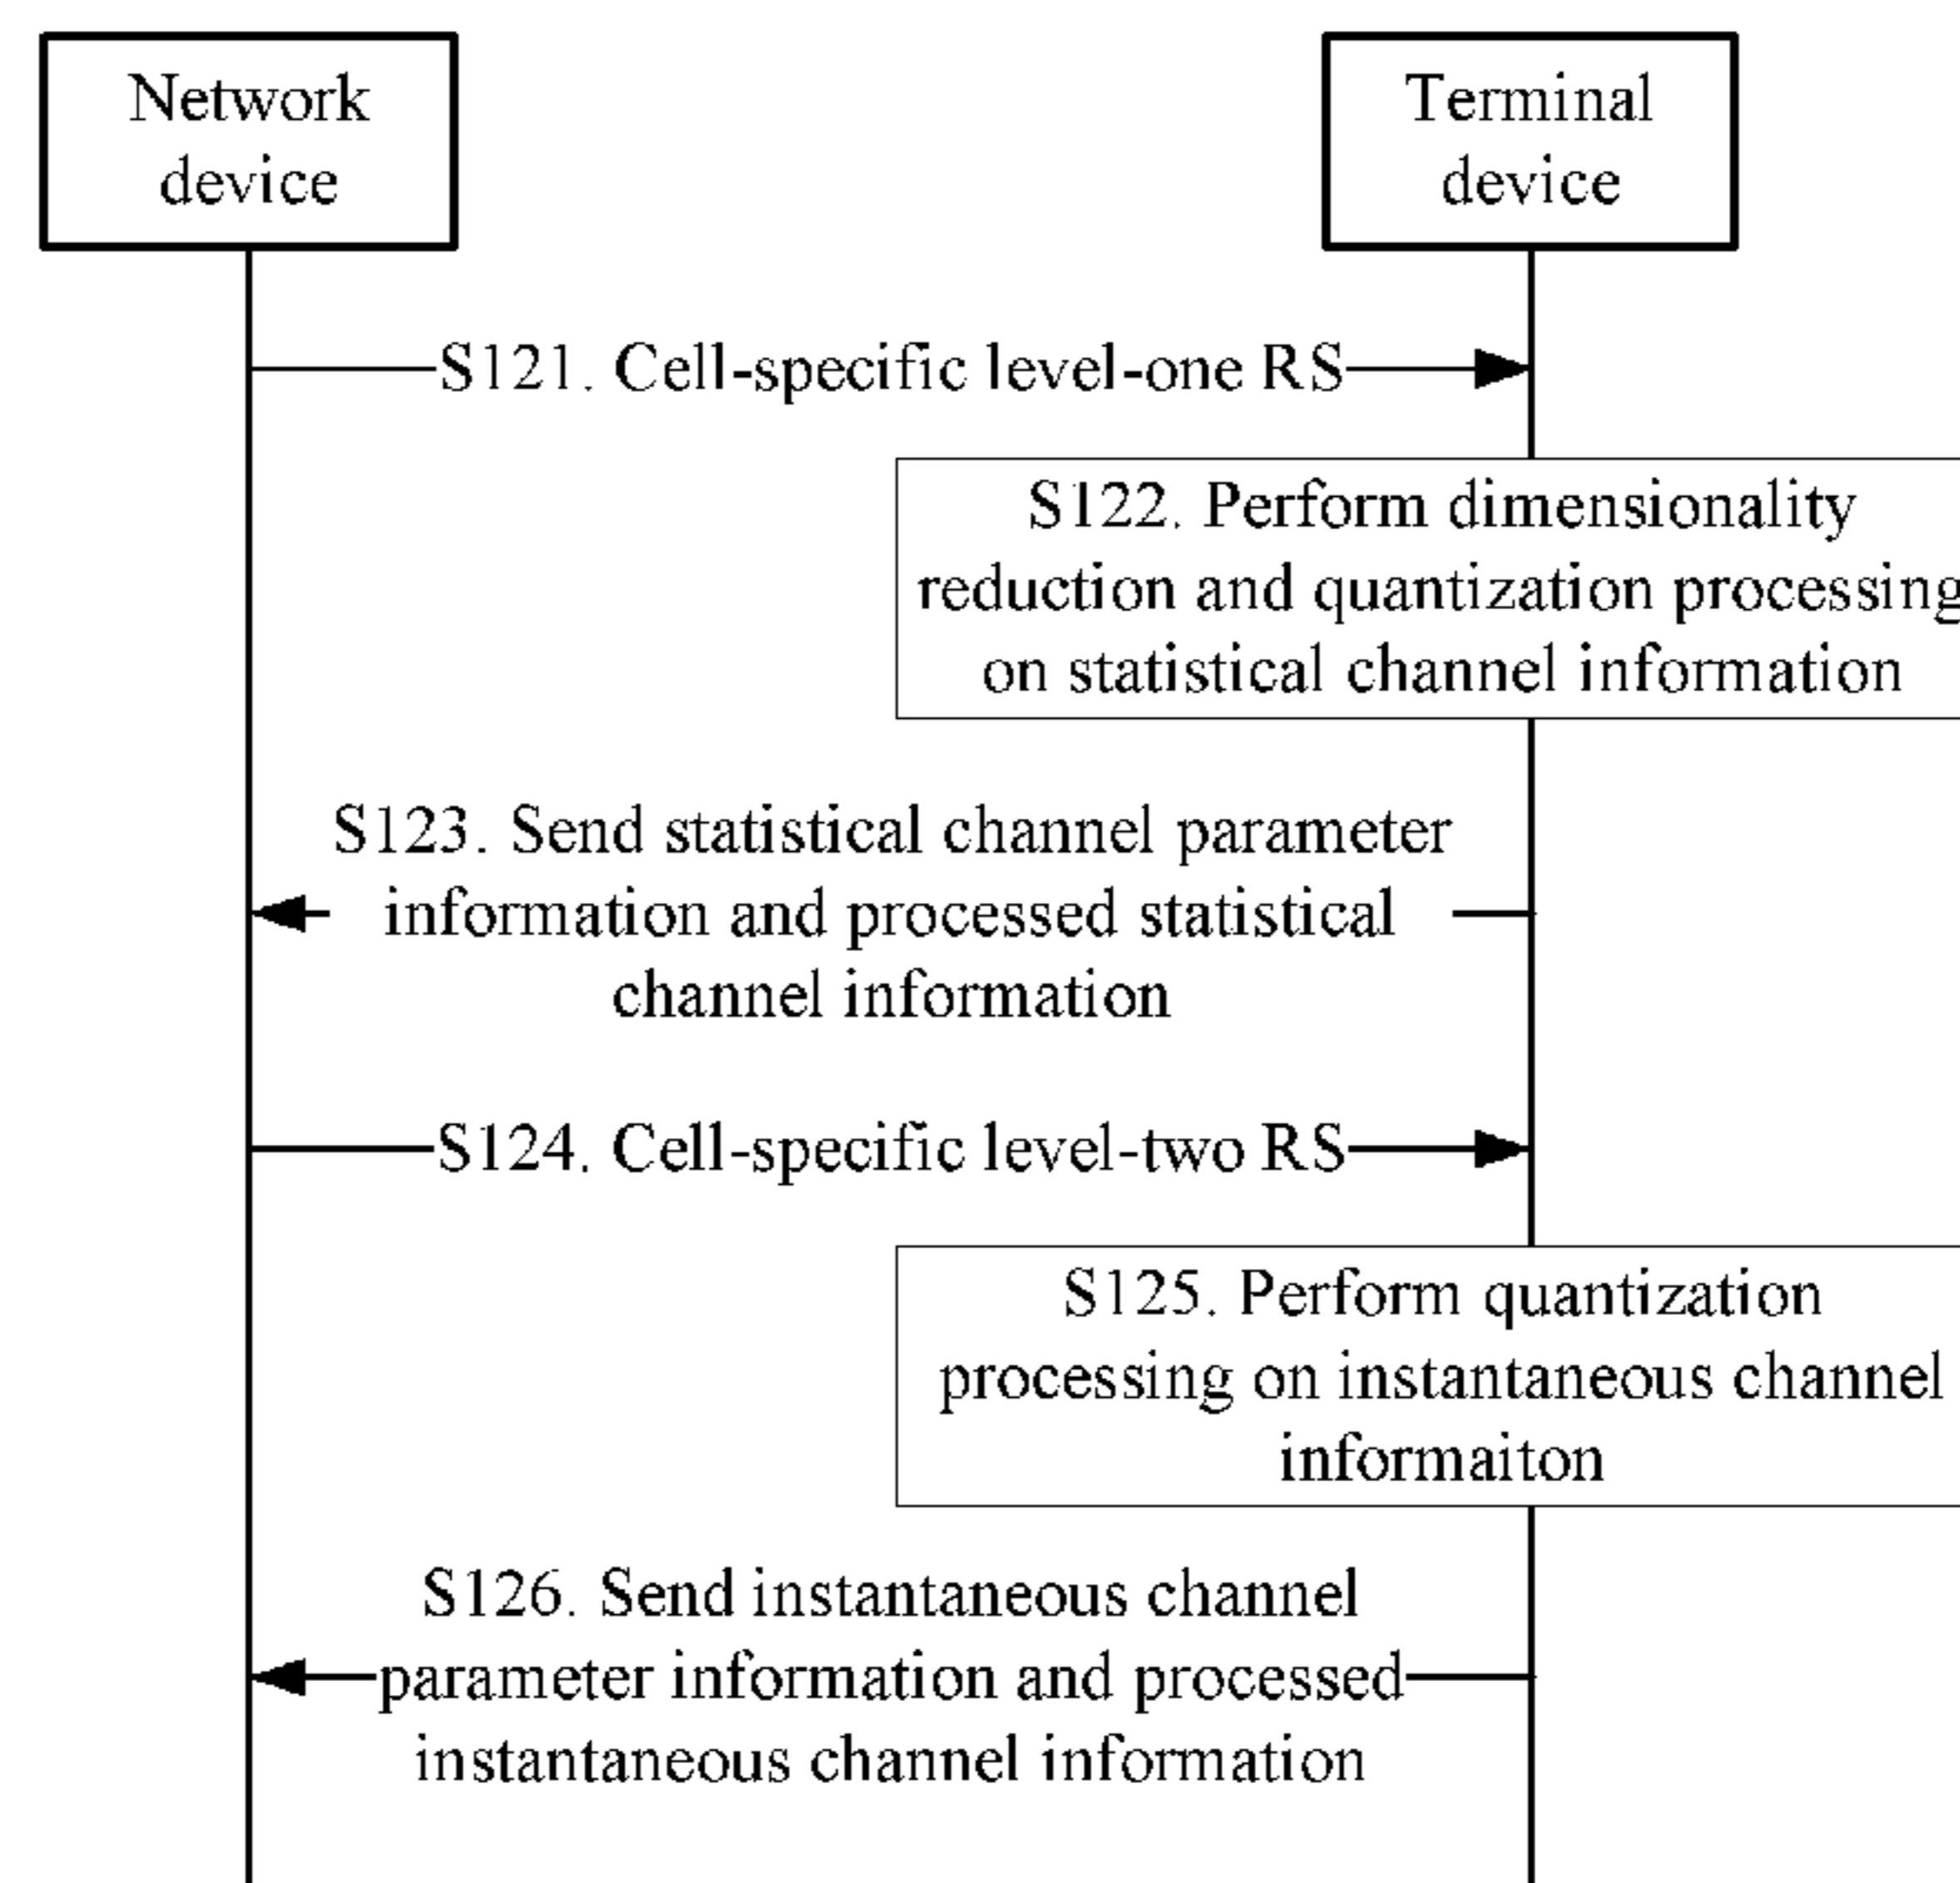 Network
device
Terminal
device
S121. Cell-specific level-one RS
S122. Perform dimensionality
reduction and quantization processing
on statistical channel information
S123. Send statistical channel parameter
information and processed statistical
channel information
S124. Cell-specific level-two RS
S125. Perform quantization
processing on instantaneous channel
informaiton
S126. Send instantaneous channel
parameter information and processed
instantaneous channel information